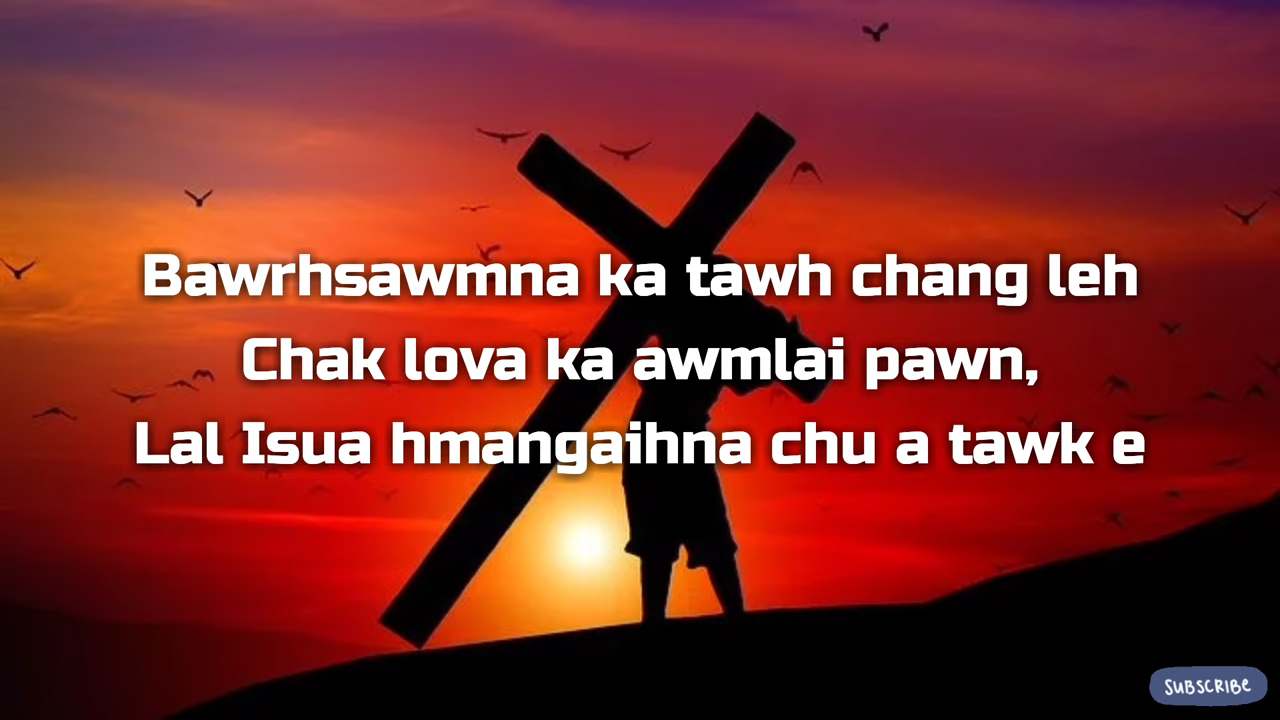 Bawrhsawmna ka tawh chang leh
Chak lova ka awmlai pawn,
Lal Isua hmangaihna chu a tawk e
SUBSCRIBE